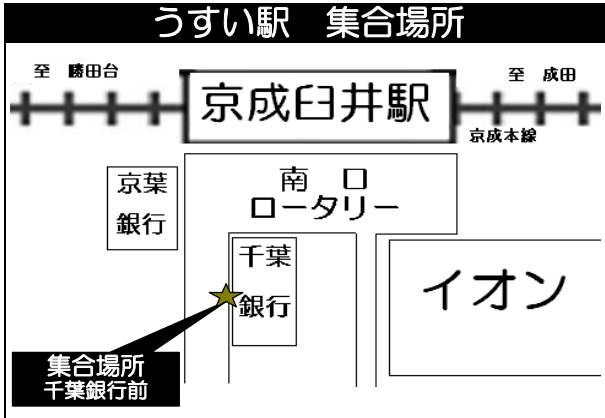 うすい駅 集合場所
至 勝田台
京成臼井駅
至 成田
京成本線
京葉
銀行
南口
ロータリー
千葉
銀行
イオン
集合場所
千葉銀行前